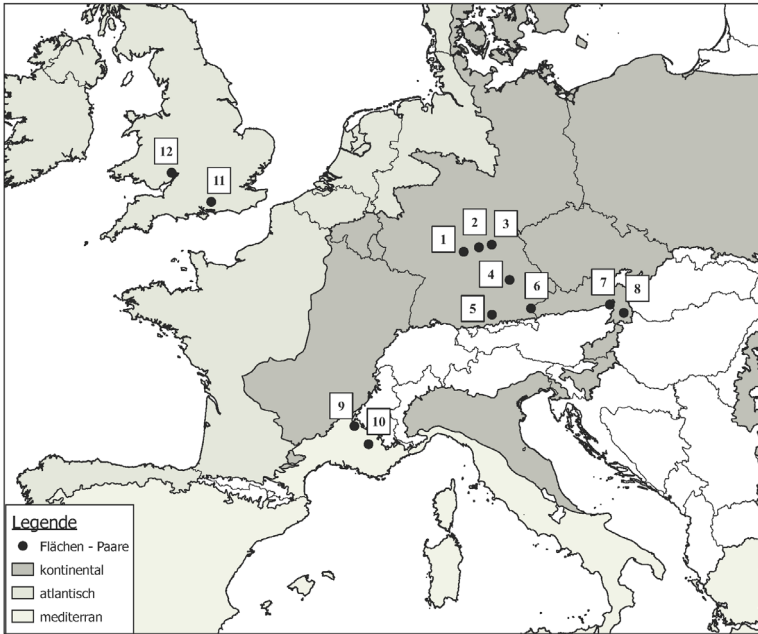 12
11
2
3
1
4
6
7
8
5
9
10
Legende
Flächen - Paare
kontinental
atlantisch
mediterran